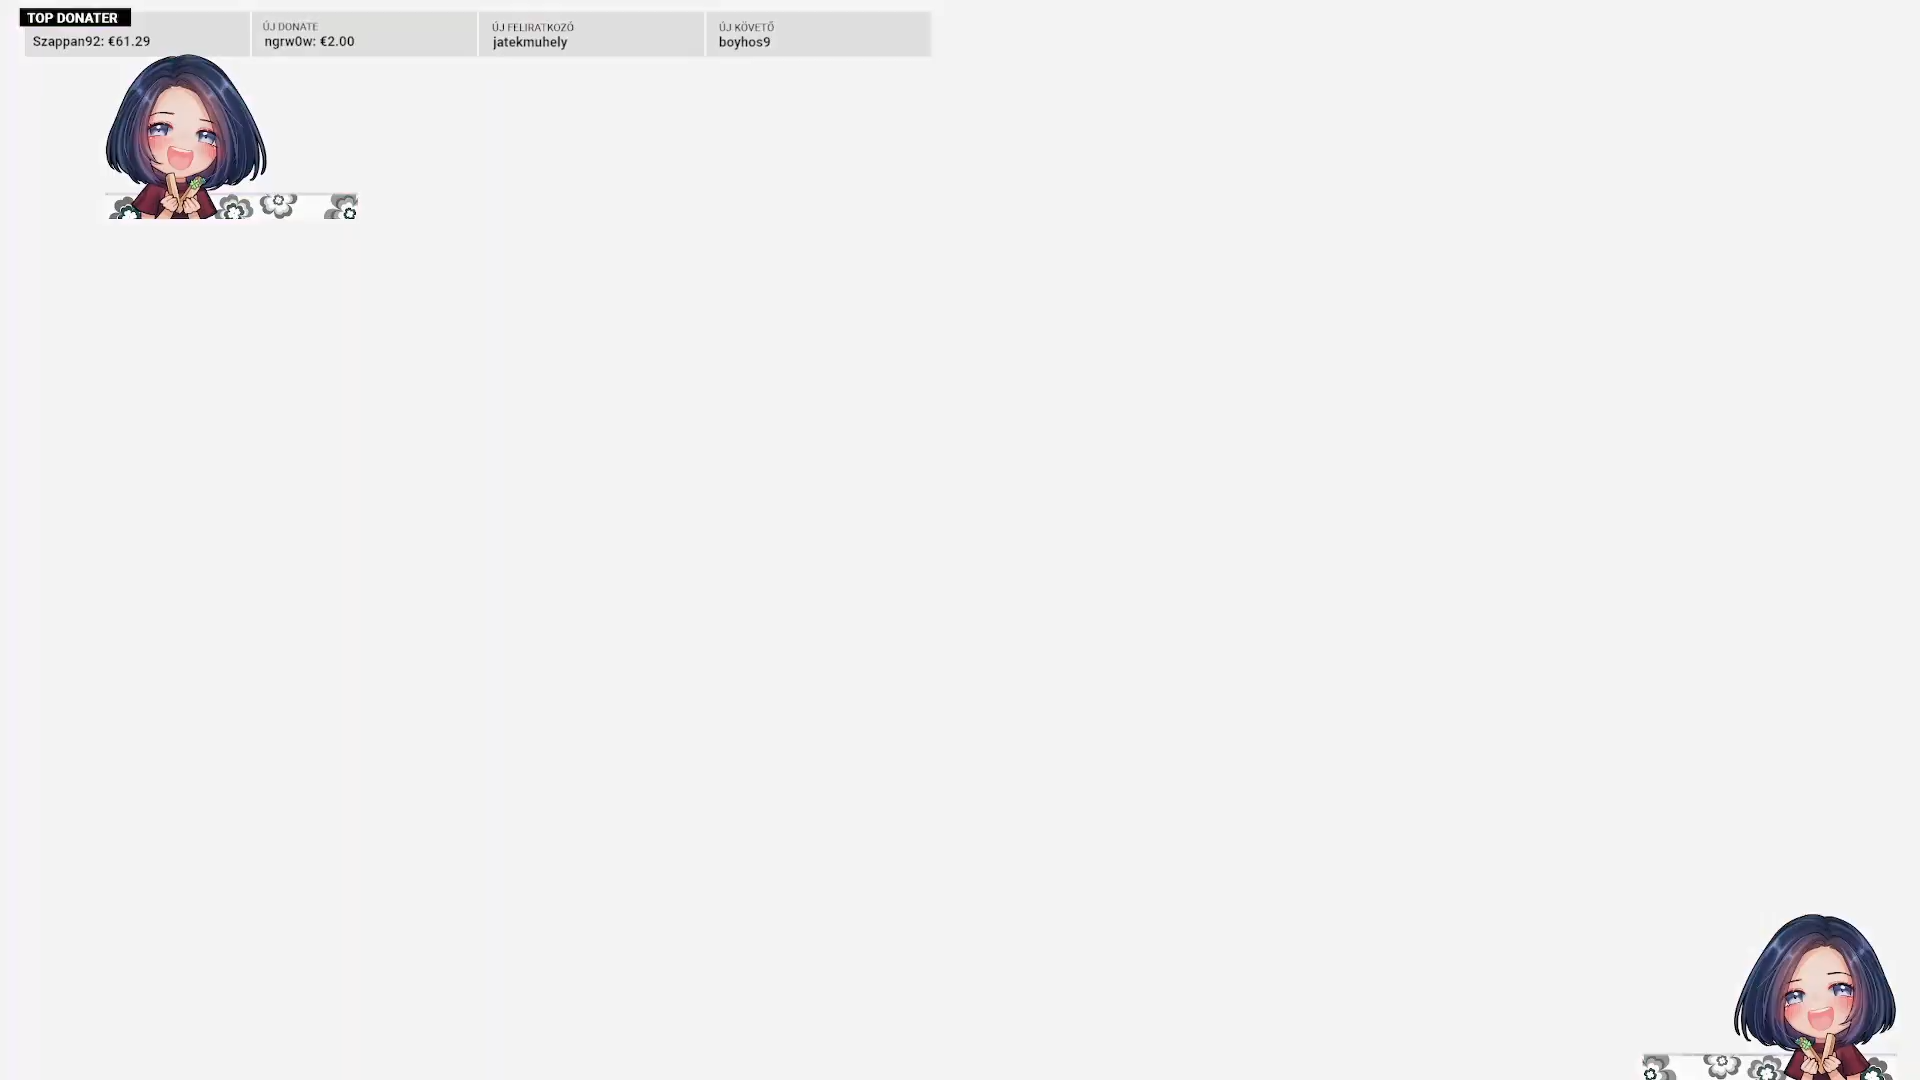 TOP DONATER
Szappan92: €61.29
ÚJ DONATE
ngrw0w: €2.00
ÚJ FELIRATKOZÓ
jatekmuhely
ÚJ KÖVETŐ
boyhos9